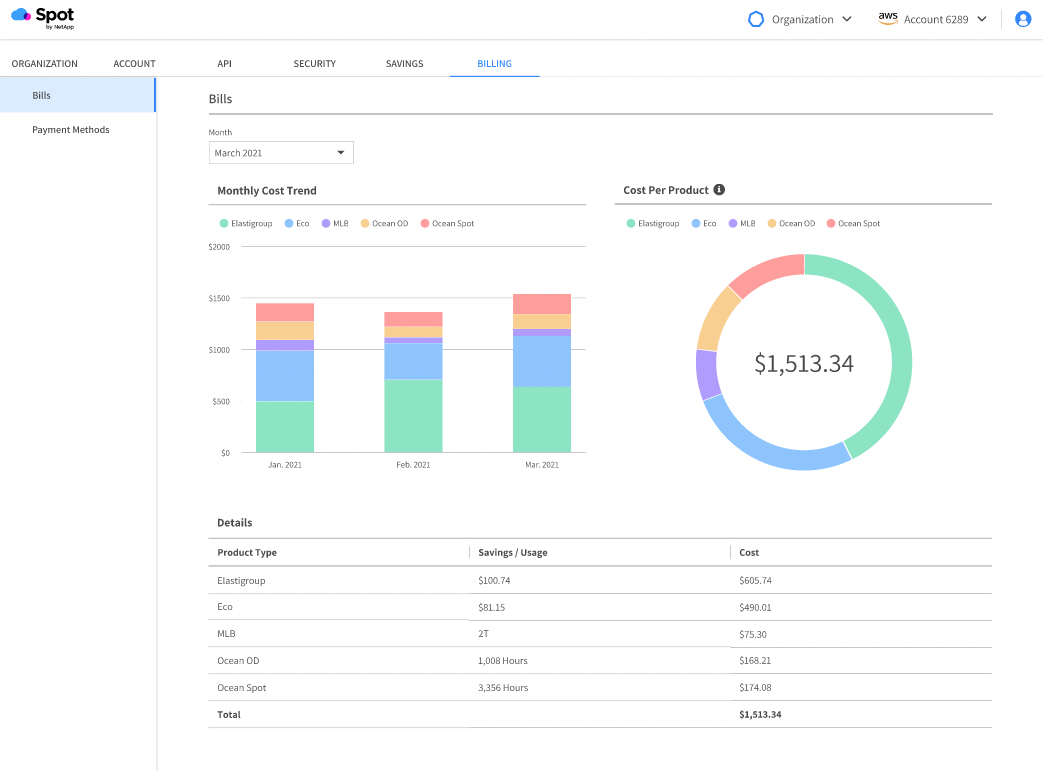 Spot
by NetApp
Organization
aws Account 6289
ORGANIZATION ACCOUNT API SECURITY SAVINGS BILLING
Bills
Payment Methods
Bills
Month
March 2021
Monthly Cost Trend
Elastigroup Eco MLB Ocean OD Ocean Spot
$2000
$1500
$1000
$500
$0
Jan. 2021 Feb. 2021 Mar. 2021
Cost Per Product
Elastigroup Eco MLB Ocean OD Ocean Spot
$1,513.34
Details
Product Type Savings / Usage Cost
Elastigroup $100.74 $605.74
Eco $81.15 $490.01
MLB 2T $75.30
Ocean OD 1,008 Hours $168.21
Ocean Spot 3,356 Hours $174.08
Total $1,513.34